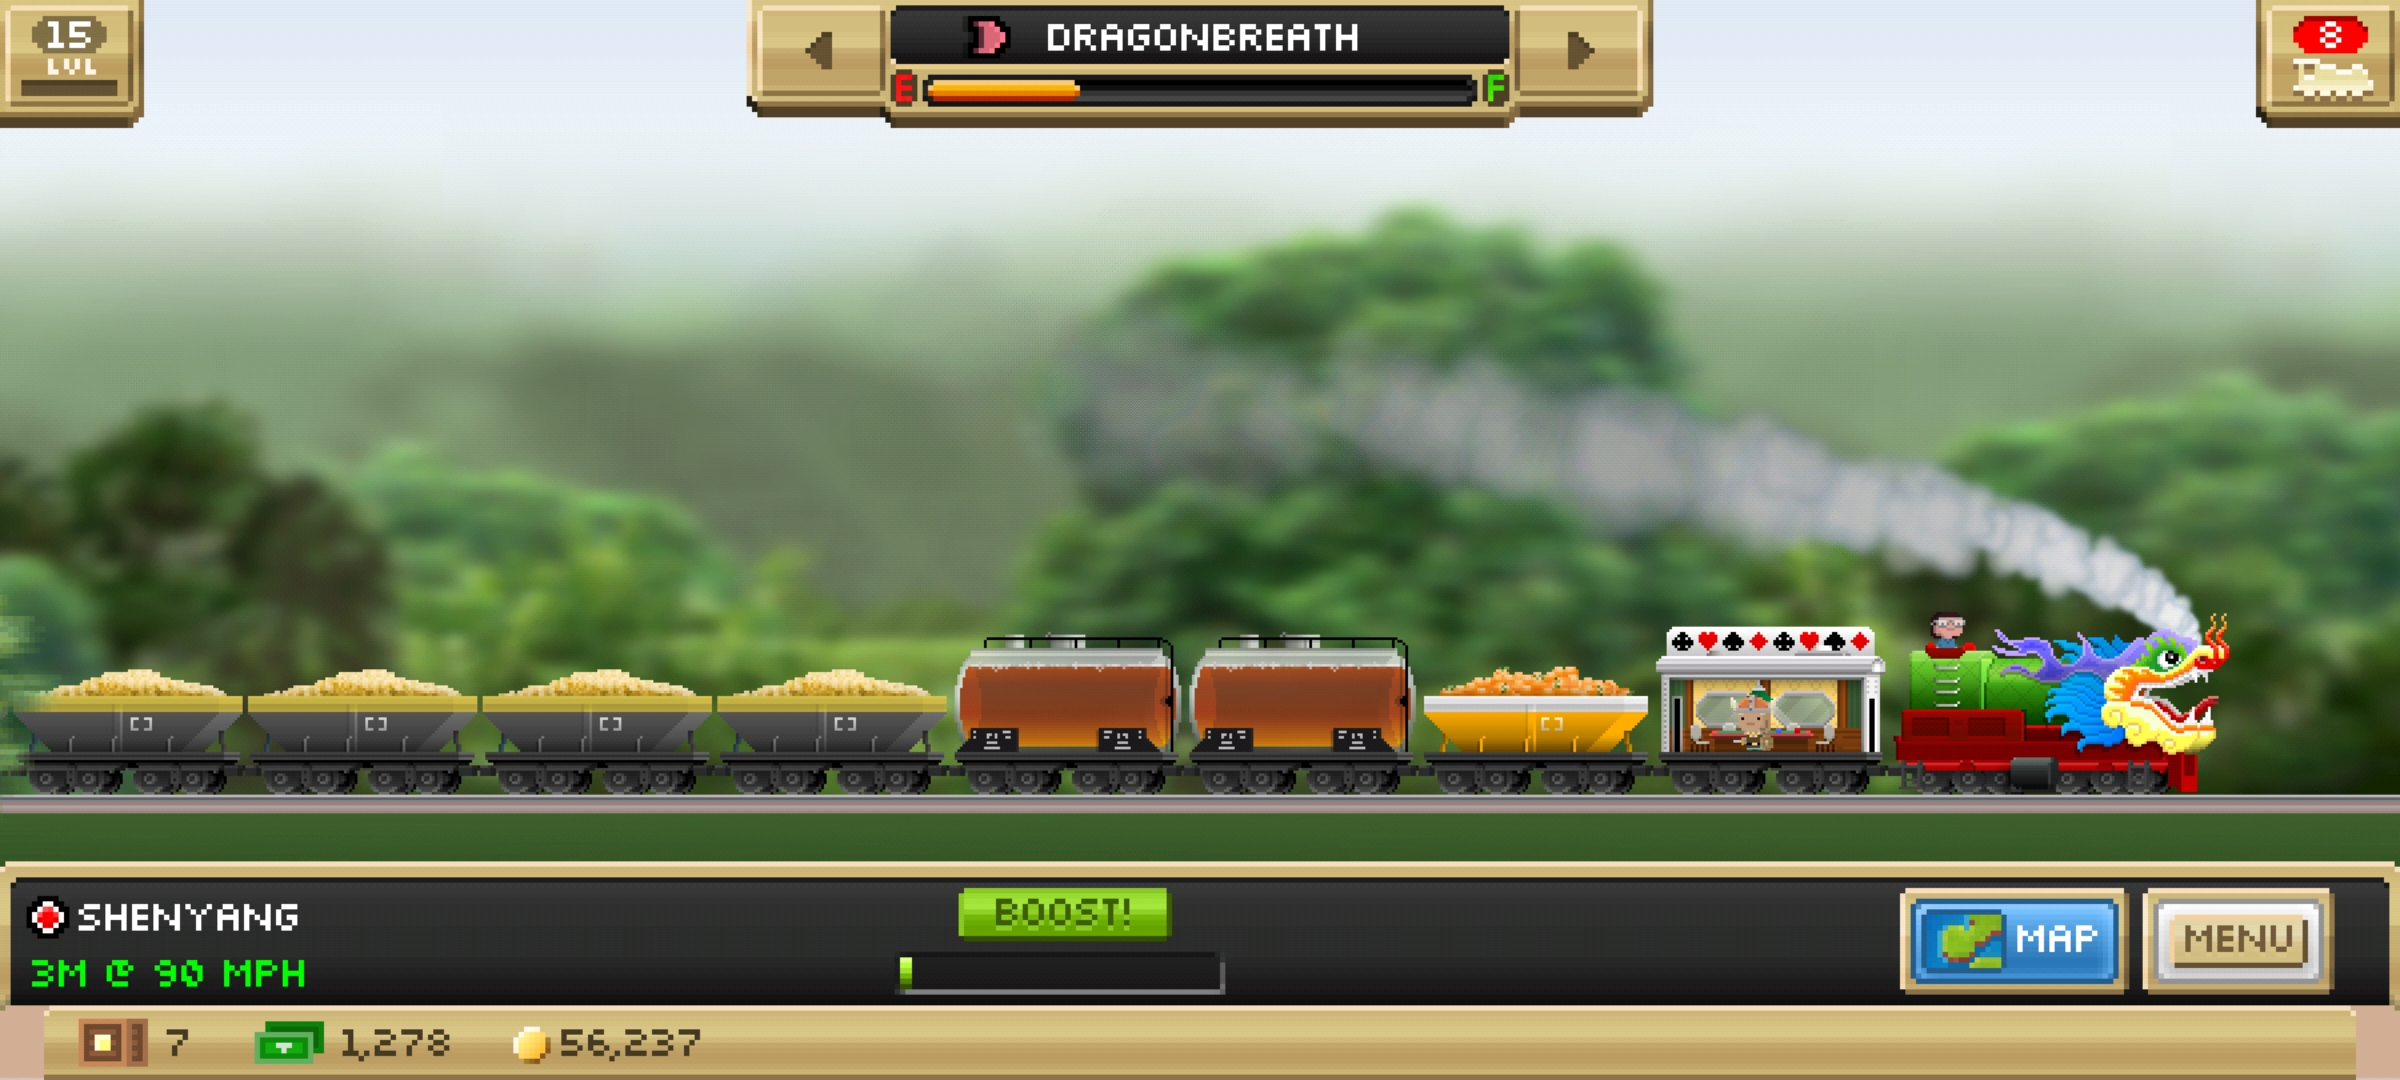 15
LVL
DRAGONBREATH
E
F
8
SHENYANG
3M @ 90 MPH
BOOST!
MAP
MENU
7
1,278
56,237